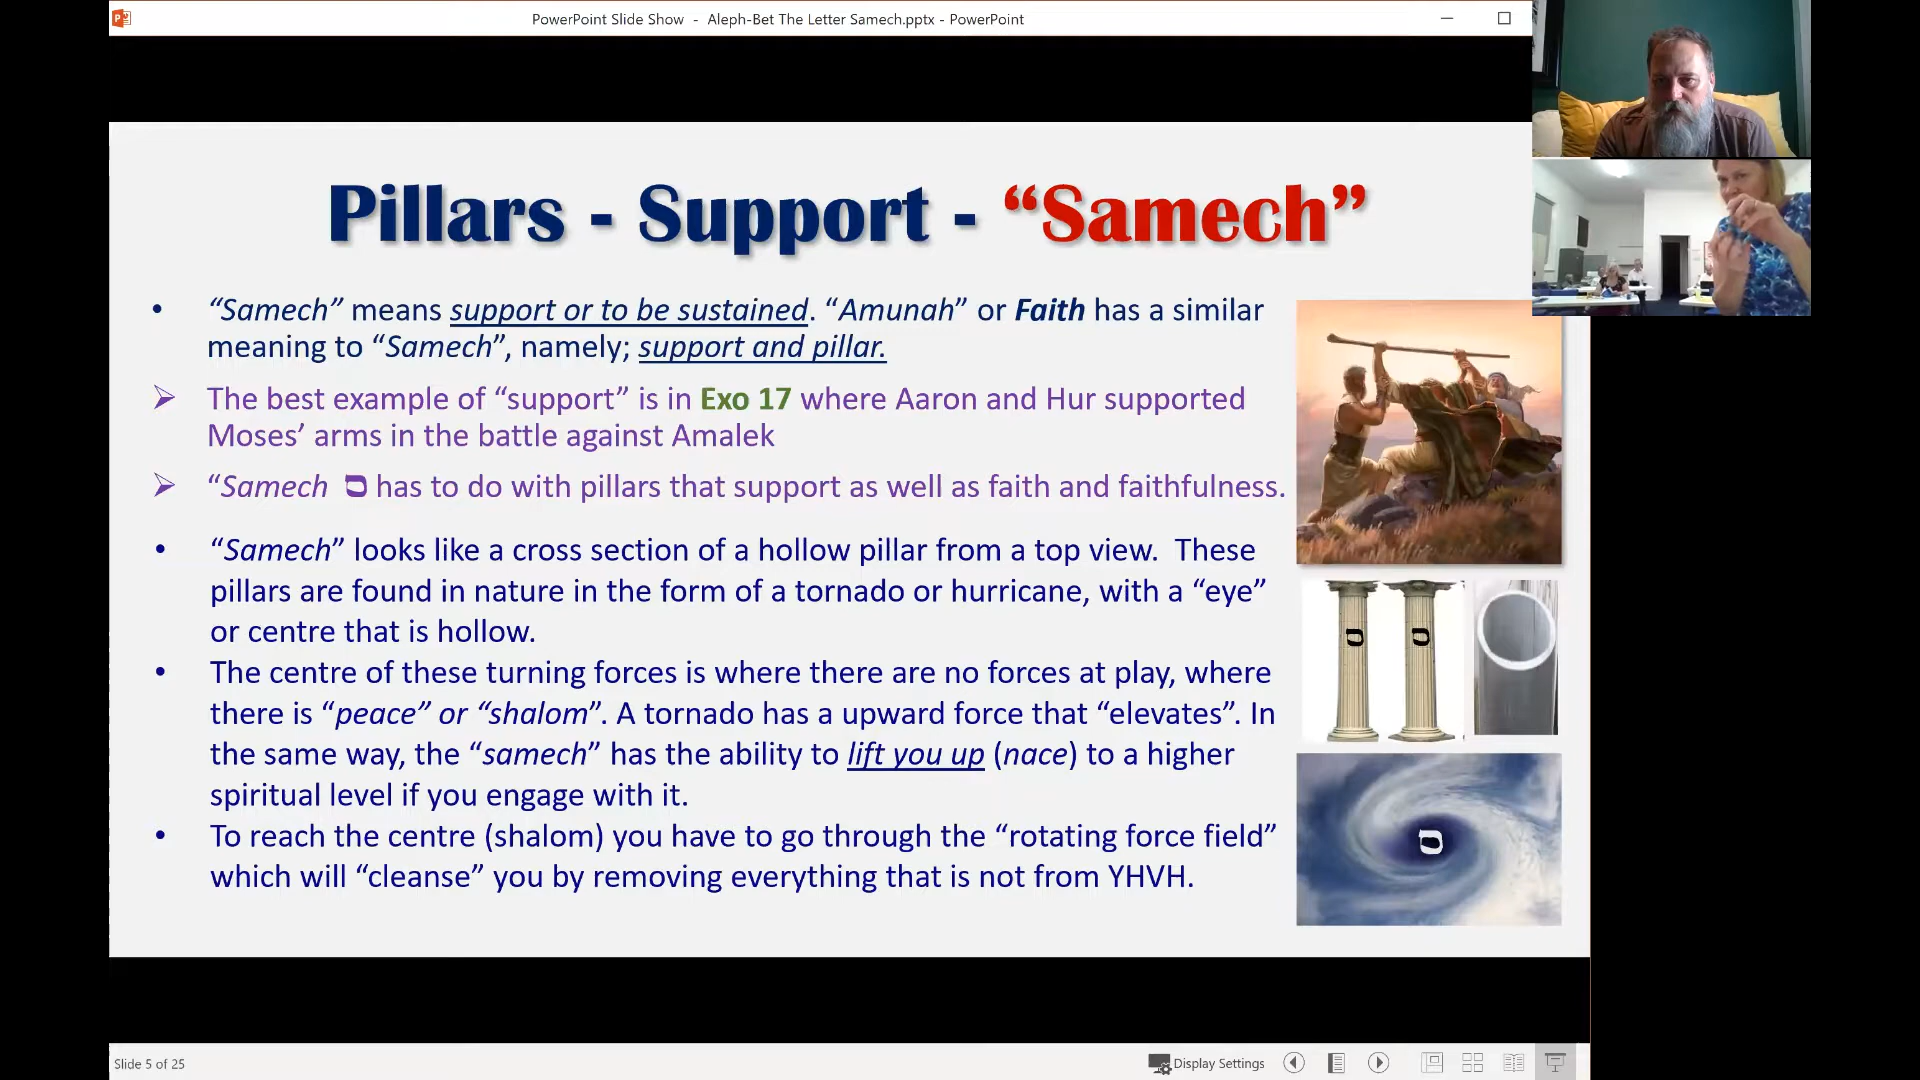 PowerPoint Slide Show - Aleph-Bet The Letter Samech.pptx - PowerPoint
Pillars - Support - “Samech”
• “Samech” means support or to be sustained. “Amunah” or Faith has a similar
meaning to “Samech”, namely; support and pillar.
➢ The best example of “support” is in Exo 17 where Aaron and Hur supported
Moses’ arms in the battle against Amalek
➢ “Samech ס has to do with pillars that support as well as faith and faithfulness.
• “Samech” looks like a cross section of a hollow pillar from a top view. These
pillars are found in nature in the form of a tornado or hurricane, with a “eye”
or centre that is hollow.
• The centre of these turning forces is where there are no forces at play, where
there is “peace” or “shalom”. A tornado has a upward force that “elevates”. In
the same way, the “samech” has the ability to lift you up (nace) to a higher
spiritual level if you engage with it.
• To reach the centre (shalom) you have to go through the “rotating force field”
which will “cleanse” you by removing everything that is not from YHVH.
ס ס
ס
Slide 5 of 25
Display Settings